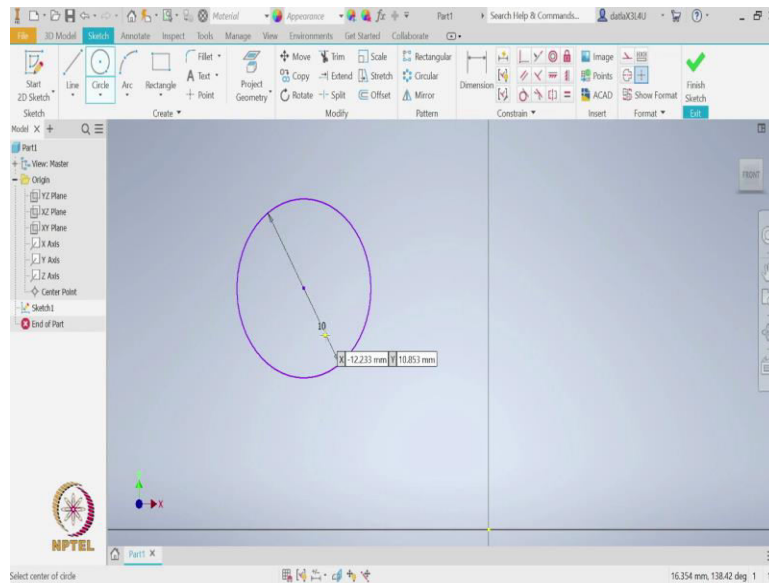 Material
Appearance
fx
Part1
Search Help & Commands...
datlaX3L4U
File 3D Model Sketch Annotate Inspect Tools Manage View Environments Get Started Collaborate
Start 2D Sketch
Line
Circle
Arc
Rectangle
Fillet
Text
Point
Project Geometry
Move
Trim
Scale
Copy
Extend
Stretch
Rotate
Split
Offset
Rectangular
Circular
Mirror
Dimension
Image
Points
ACAD
Show Format
Finish Sketch
Sketch Create Modify Pattern Constrain Insert Format Exit
Model
Part1
View: Master
Origin
YZ Plane
XZ Plane
XY Plane
X Axis
Y Axis
Z Axis
Center Point
Sketch1
End of Part
FRONT
10
X -12.233 mm Y 10.853 mm
X
NPTEL
Part1
Select center of circle
16.354 mm, 138.42 deg 1